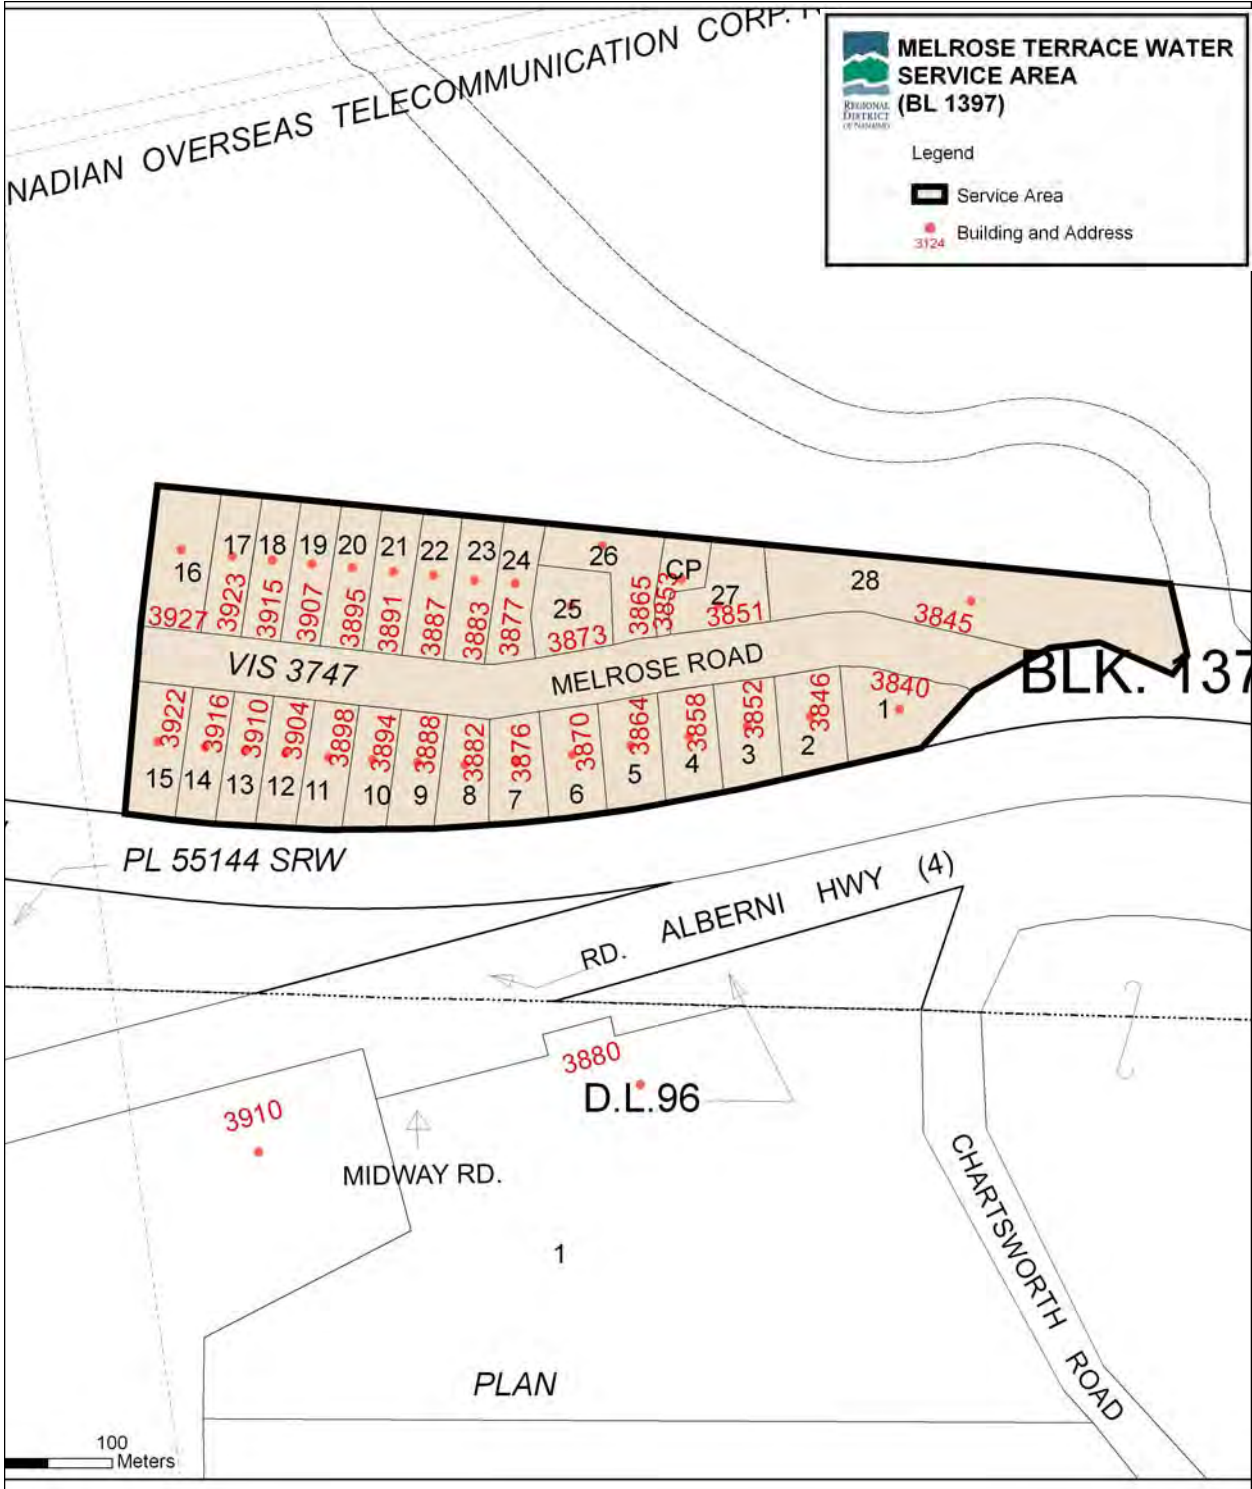 NADIAN OVERSEAS TELECOMMUNICATION CORP.
MELROSE TERRACE WATER
SERVICE AREA
(BL 1397)
REGIONAL
DISTRICT
OF NANAIMO
Legend
Service Area
3124 Building and Address
16 17 18 19 20 21 22 23 24 26 CP 27 28
25
3927 3923 3915 3907 3895 3891 3887 3883 3877 3873 3865 3853 3851 3845
VIS 3747
MELROSE ROAD
BLK. 137
3922 3916 3910 3904 3898 3894 3888 3882 3876 3870 3864 3858 3852 3846 3840
15 14 13 12 11 10 9 8 7 6 5 4 3 2 1
PL 55144 SRW
RD. ALBERNI HWY (4)
3880
D.L.96
3910
MIDWAY RD.
1
CHARTSWORTH ROAD
PLAN
100
Meters